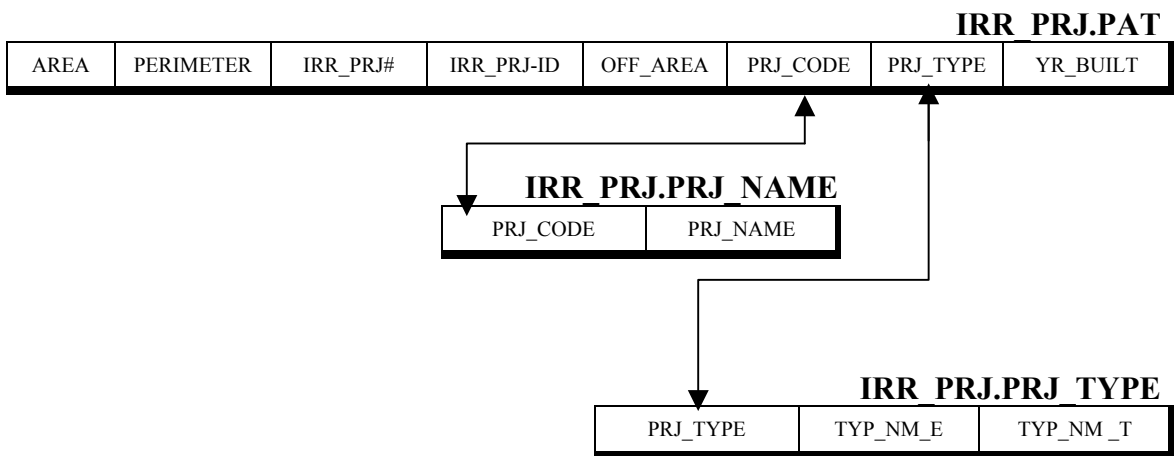 IRR_PRJ.PAT
AREA PERIMETER IRR_PRJ# IRR_PRJ-ID OFF_AREA PRJ_CODE PRJ_TYPE YR_BUILT
IRR_PRJ.PRJ_NAME
PRJ_CODE PRJ_NAME
IRR_PRJ.PRJ_TYPE
PRJ_TYPE TYP_NM_E TYP_NM _T